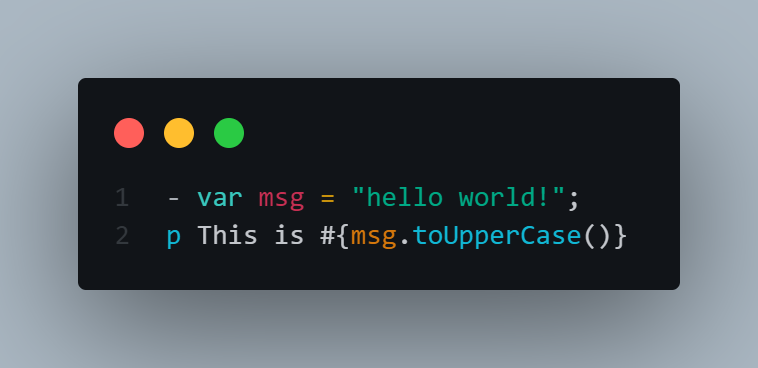 1 - var msg = "hello world!";
2 p This is #{msg.toUpperCase()}